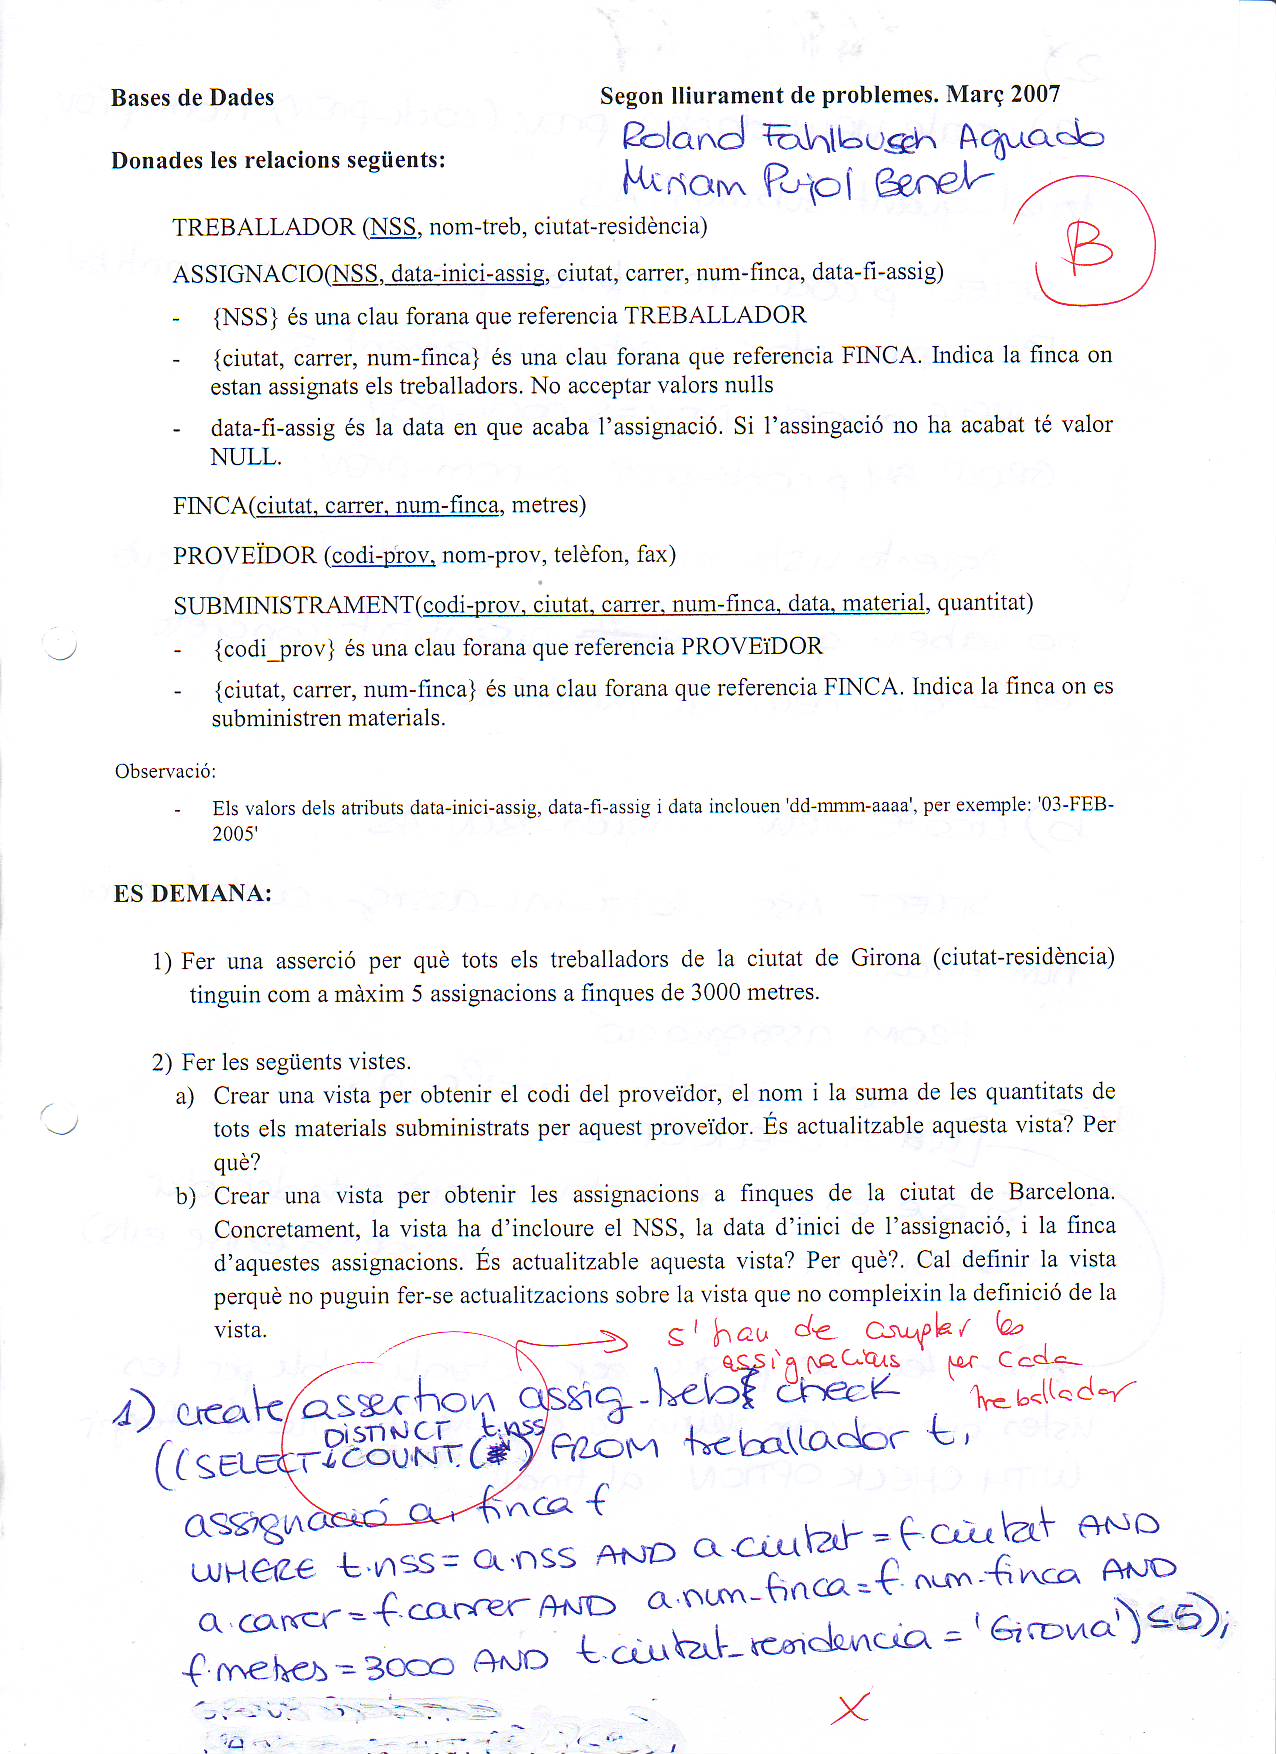 Bases de Dades Segon lliurament de problemes. Març 2007
Roland Fahlbusch Aguado
Donades les relacions següents:
Miriam Pujol Benet
B
TREBALLADOR (NSS, nom-treb, ciutat-residència)
ASSIGNACIO(NSS, data-inici-assig, ciutat, carrer, num-finca, data-fi-assig)
- {NSS} és una clau forana que referencia TREBALLADOR
- {ciutat, carrer, num-finca} és una clau forana que referencia FINCA. Indica la finca on
estan assignats els treballadors. No acceptar valors nulls
- data-fi-assig és la data en que acaba l'assignació. Si l'assingació no ha acabat té valor
NULL.
FINCA(ciutat, carrer, num-finca, metres)
PROVEÏDOR (codi-prov, nom-prov, telèfon, fax)
SUBMINISTRAMENT(codi-prov, ciutat, carrer, num-finca, data, material, quantitat)
- {codi_prov} és una clau forana que referencia PROVEïDOR
- {ciutat, carrer, num-finca} és una clau forana que referencia FINCA. Indica la finca on es
subministren materials.
Observació:
- Els valors dels atributs data-inici-assig, data-fi-assig i data inclouen 'dd-mmm-aaaa', per exemple: '03-FEB-
2005'
ES DEMANA:
1) Fer una asserció per què tots els treballadors de la ciutat de Girona (ciutat-residència)
tinguin com a màxim 5 assignacions a finques de 3000 metres.
2) Fer les següents vistes.
a) Crear una vista per obtenir el codi del proveïdor, el nom i la suma de les quantitats de
tots els materials subministrats per aquest proveïdor. És actualitzable aquesta vista? Per
què?
b) Crear una vista per obtenir les assignacions a finques de la ciutat de Barcelona.
Concretament, la vista ha d'incloure el NSS, la data d'inici de l'assignació, i la finca
d'aquestes assignacions. És actualitzable aquesta vista? Per què?. Cal definir la vista
perquè no puguin fer-se actualitzacions sobre la vista que no compleixin la definició de la
vista.
s'hau de comptar les
assignacions per cada
treballador
1) create assertion assig-treb check
DISTINCT t.nss
((SELECT COUNT(*) FROM treballador t,
assignació a, finca f
WHERE t.nss = a.nss AND a.ciutat = f.ciutat AND
a.carrer = f.carrer AND a.num-finca = f.num-finca AND
f.metres = 3000 AND t.ciutat-residencia = 'Girona') ≤ 5);
X